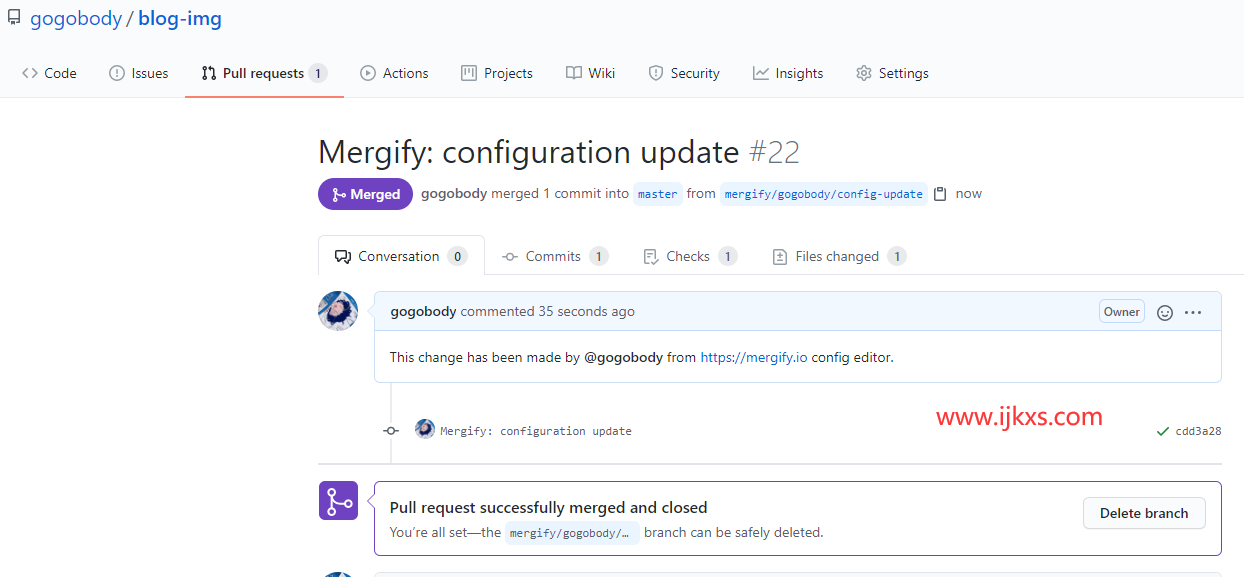 gogobody / blog-img
Code Issues Pull requests 1 Actions Projects Wiki Security Insights Settings
Mergify: configuration update #22
Merged gogobody merged 1 commit into master from mergify/gogobody/config-update now
Conversation 0 Commits 1 Checks 1 Files changed 1
gogobody commented 35 seconds ago Owner ...
This change has been made by @gogobody from https://mergify.io config editor.
www.ijkxs.com
Mergify: configuration update cdd3a28
Pull request successfully merged and closed
Delete branch
You're all set—the mergify/gogobody/… branch can be safely deleted.